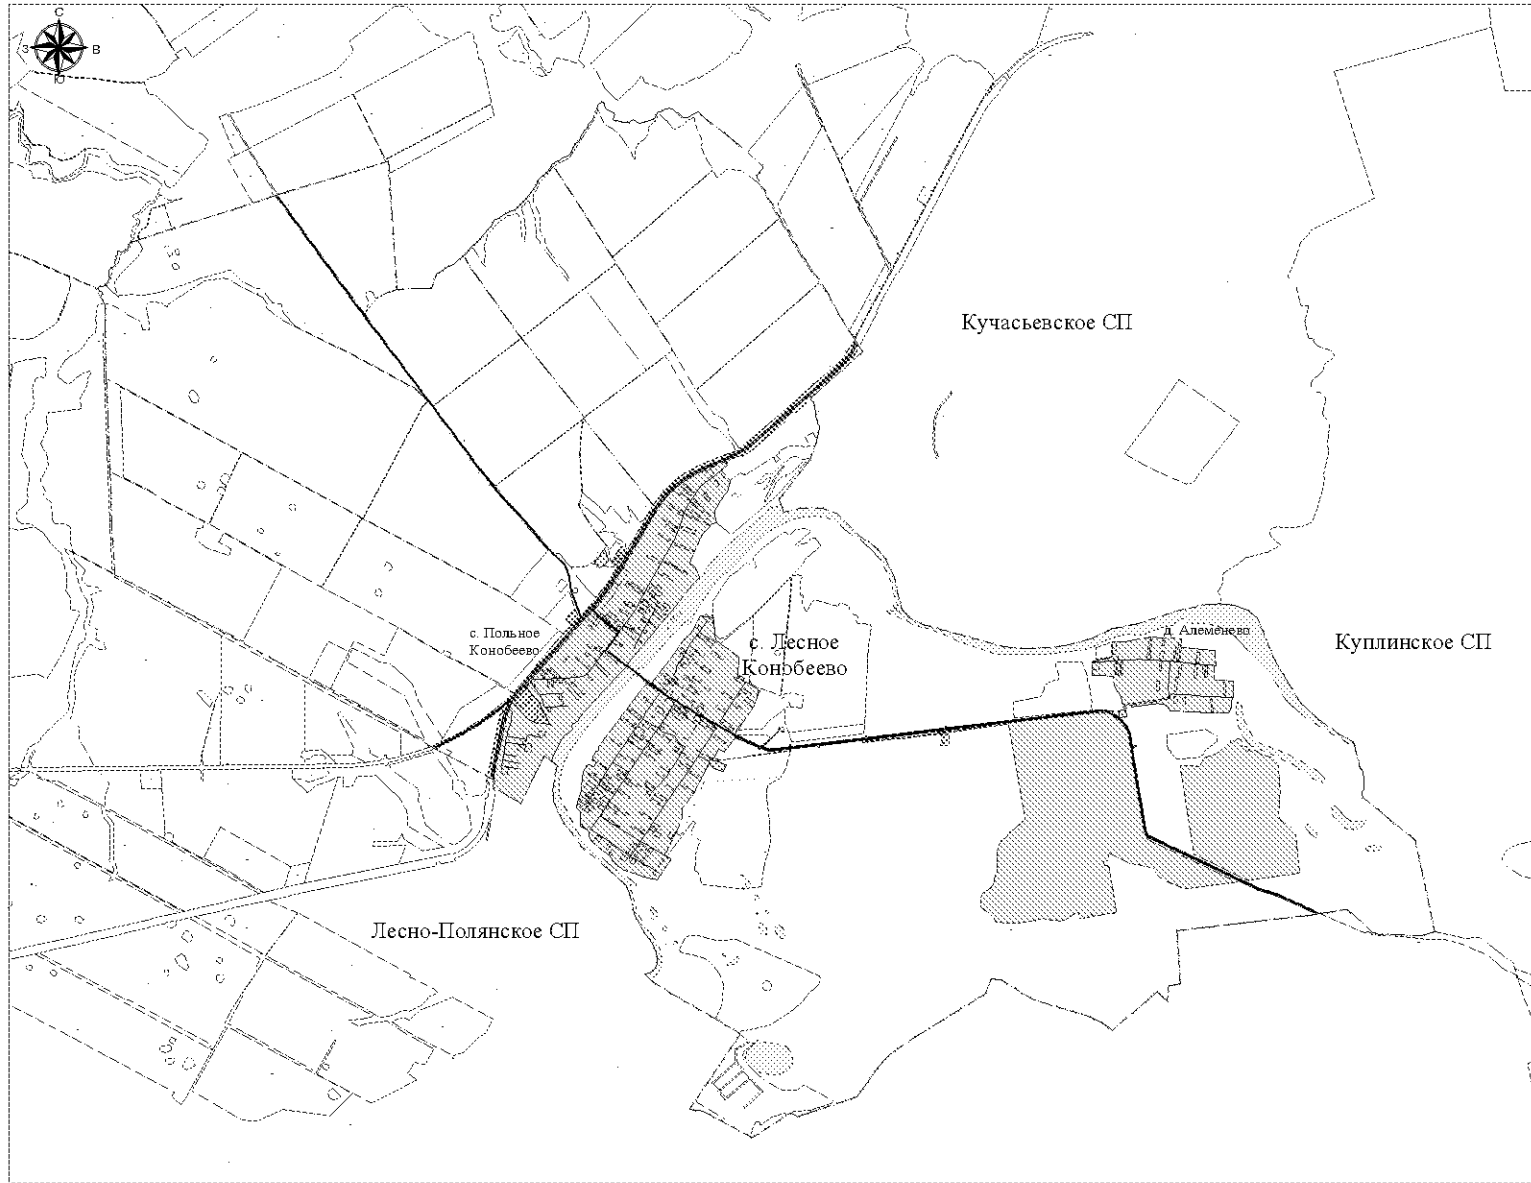 С
З
В
Ю
Кучасьевское СП
с. Польное
Конобеево
с. Лесное
Конобеево
д. Алеменево
Куплинское СП
Лесно-Полянское СП